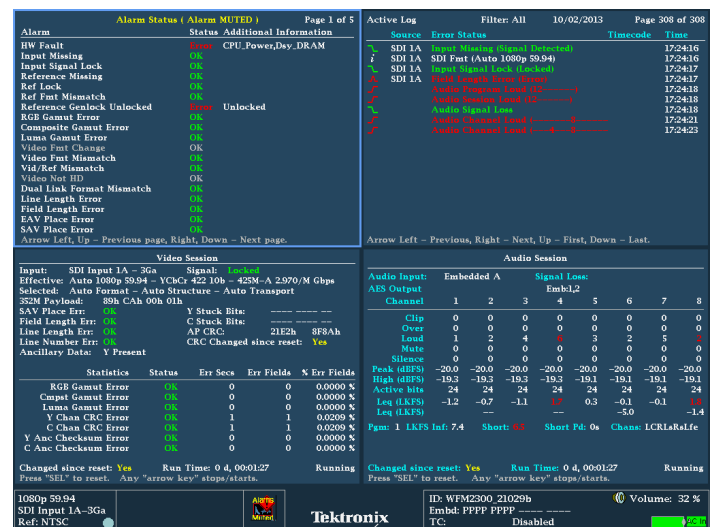 Alarm Status ( Alarm MUTED ) Page 1 of 5
Alarm Status Additional Information
HW Fault Error CPU_Power,Dsy_DRAM
Input Missing OK
Input Signal Lock OK
Reference Missing OK
Ref Lock OK
Ref Fmt Mismatch OK
Reference Genlock Unlocked Error Unlocked
RGB Gamut Error OK
Composite Gamut Error OK
Luma Gamut Error OK
Video Fmt Change OK
Video Fmt Mismatch OK
Vid/Ref Mismatch OK
Video Not HD OK
Dual Link Format Mismatch OK
Line Length Error OK
Field Length Error OK
EAV Place Error OK
SAV Place Error OK
Arrow Left, Up – Previous page, Right, Down – Next page.
Active Log Filter: All 10/02/2013 Page 308 of 308
Source Error Status Timecode Time
SDI 1A Input Missing (Signal Detected) 17:24:16
i SDI 1A SDI Fmt (Auto 1080p 59.94) 17:24:16
SDI 1A Input Signal Lock (Locked) 17:24:17
SDI 1A Field Length Error (Error) 17:24:17
Audio Program Loud 17:24:18
Audio Session Loud 17:24:18
Audio Signal Loss 17:24:18
Audio Channel Loud 17:24:21
Audio Channel Loud 17:24:23
Arrow Left – Previous, Right – Next, Up – First, Down – Last.
Video Session
Input: SDI Input 1A – 3Ga Signal: Locked
Effective: Auto 1080p 59.94 – YCbCr 422 10b – 425M–A 2.970/M Gbps
Selected: Auto Format – Auto Structure – Auto Transport
352M Payload: 89h CAh 00h 01h
SAV Place Err: OK Y Stuck Bits: ---- ---- --
Field Length Err: OK C Stuck Bits: ---- ---- --
Line Length Err: OK AP CRC: 21E2h 8F8Ah
Line Number Err: OK CRC Changed since reset: Yes
Ancillary Data: Y Present
Statistics Status Err Secs Err Fields % Err Fields
RGB Gamut Error OK 0 0 0.0000 %
Cmpst Gamut Error OK 0 0 0.0000 %
Luma Gamut Error OK 0 0 0.0000 %
Y Chan CRC Error OK 1 1 0.0209 %
C Chan CRC Error OK 1 1 0.0209 %
Y Anc Checksum Error OK 0 0 0.0000 %
C Anc Checksum Error OK 0 0 0.0000 %
Changed since reset: Yes Run Time: 0 d, 00:01:27 Running
Press "SEL" to reset. Any "arrow key" stops/starts.
Audio Session
Audio Input: Embedded A Signal Loss:
AES Output Emb:1,2
Channel 1 2 3 4 5 6 7 8
Clip 0 0 0 0 0 0 0 0
Over 0 0 0 0 0 0 0 0
Loud 1 2 4 3 2 5
Mute 0 0 0 0 0 0 0 0
Silence 0 0 0 0 0 0 0 0
Peak (dBFS) –20.0 –20.0 –20.0 –20.0 –20.0 –20.0 –20.0 –20.0
High (dBFS) –19.3 –19.3 –19.3 –19.3 –19.3 –19.1 –19.1 –19.1
Active bits 24 24 24 24 24 24 24 24
Leq (LKFS) –1.2 –0.7 –1.1 0.3 –0.1 –0.1
Leq (LKFS) -- -- –5.0 –1.4
Pgm: 1 LKFS Inf: 7.4 Short: Short Pd: 0s Chans: LCRLsRsLfe
Changed since reset: Yes Run Time: 0 d, 00:01:27 Running
Press "SEL" to reset. Any "arrow key" stops/starts.
1080p 59.94
SDI Input 1A–3Ga
Ref: NTSC
Alarms
Muted
Tektronix
ID: WFM2300_21029b Volume: 32 %
Embd: PPPP PPPP ---- ----
TC: Disabled
AC In